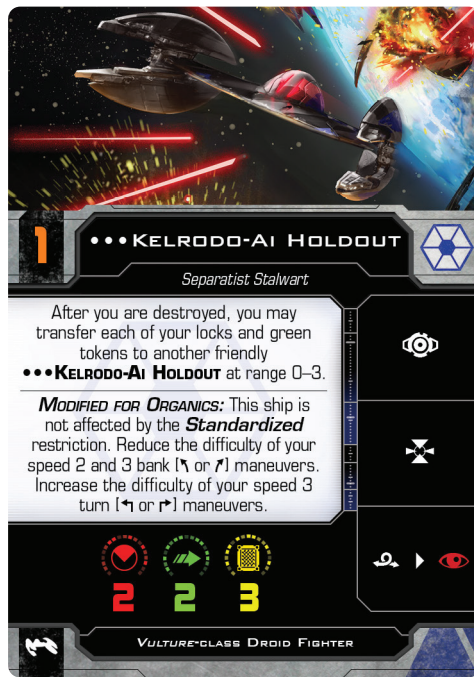 1
•••Kelrodo-Ai Holdout
Separatist Stalwart
After you are destroyed, you may
transfer each of your locks and green
tokens to another friendly
•••Kelrodo-Ai Holdout at range 0–3.
Modified for Organics: This ship is
not affected by the Standardized
restriction. Reduce the difficulty of your
speed 2 and 3 bank [↖ or ↗] maneuvers.
Increase the difficulty of your speed 3
turn [↰ or ↱] maneuvers.
2 2 3
Vulture-class Droid Fighter